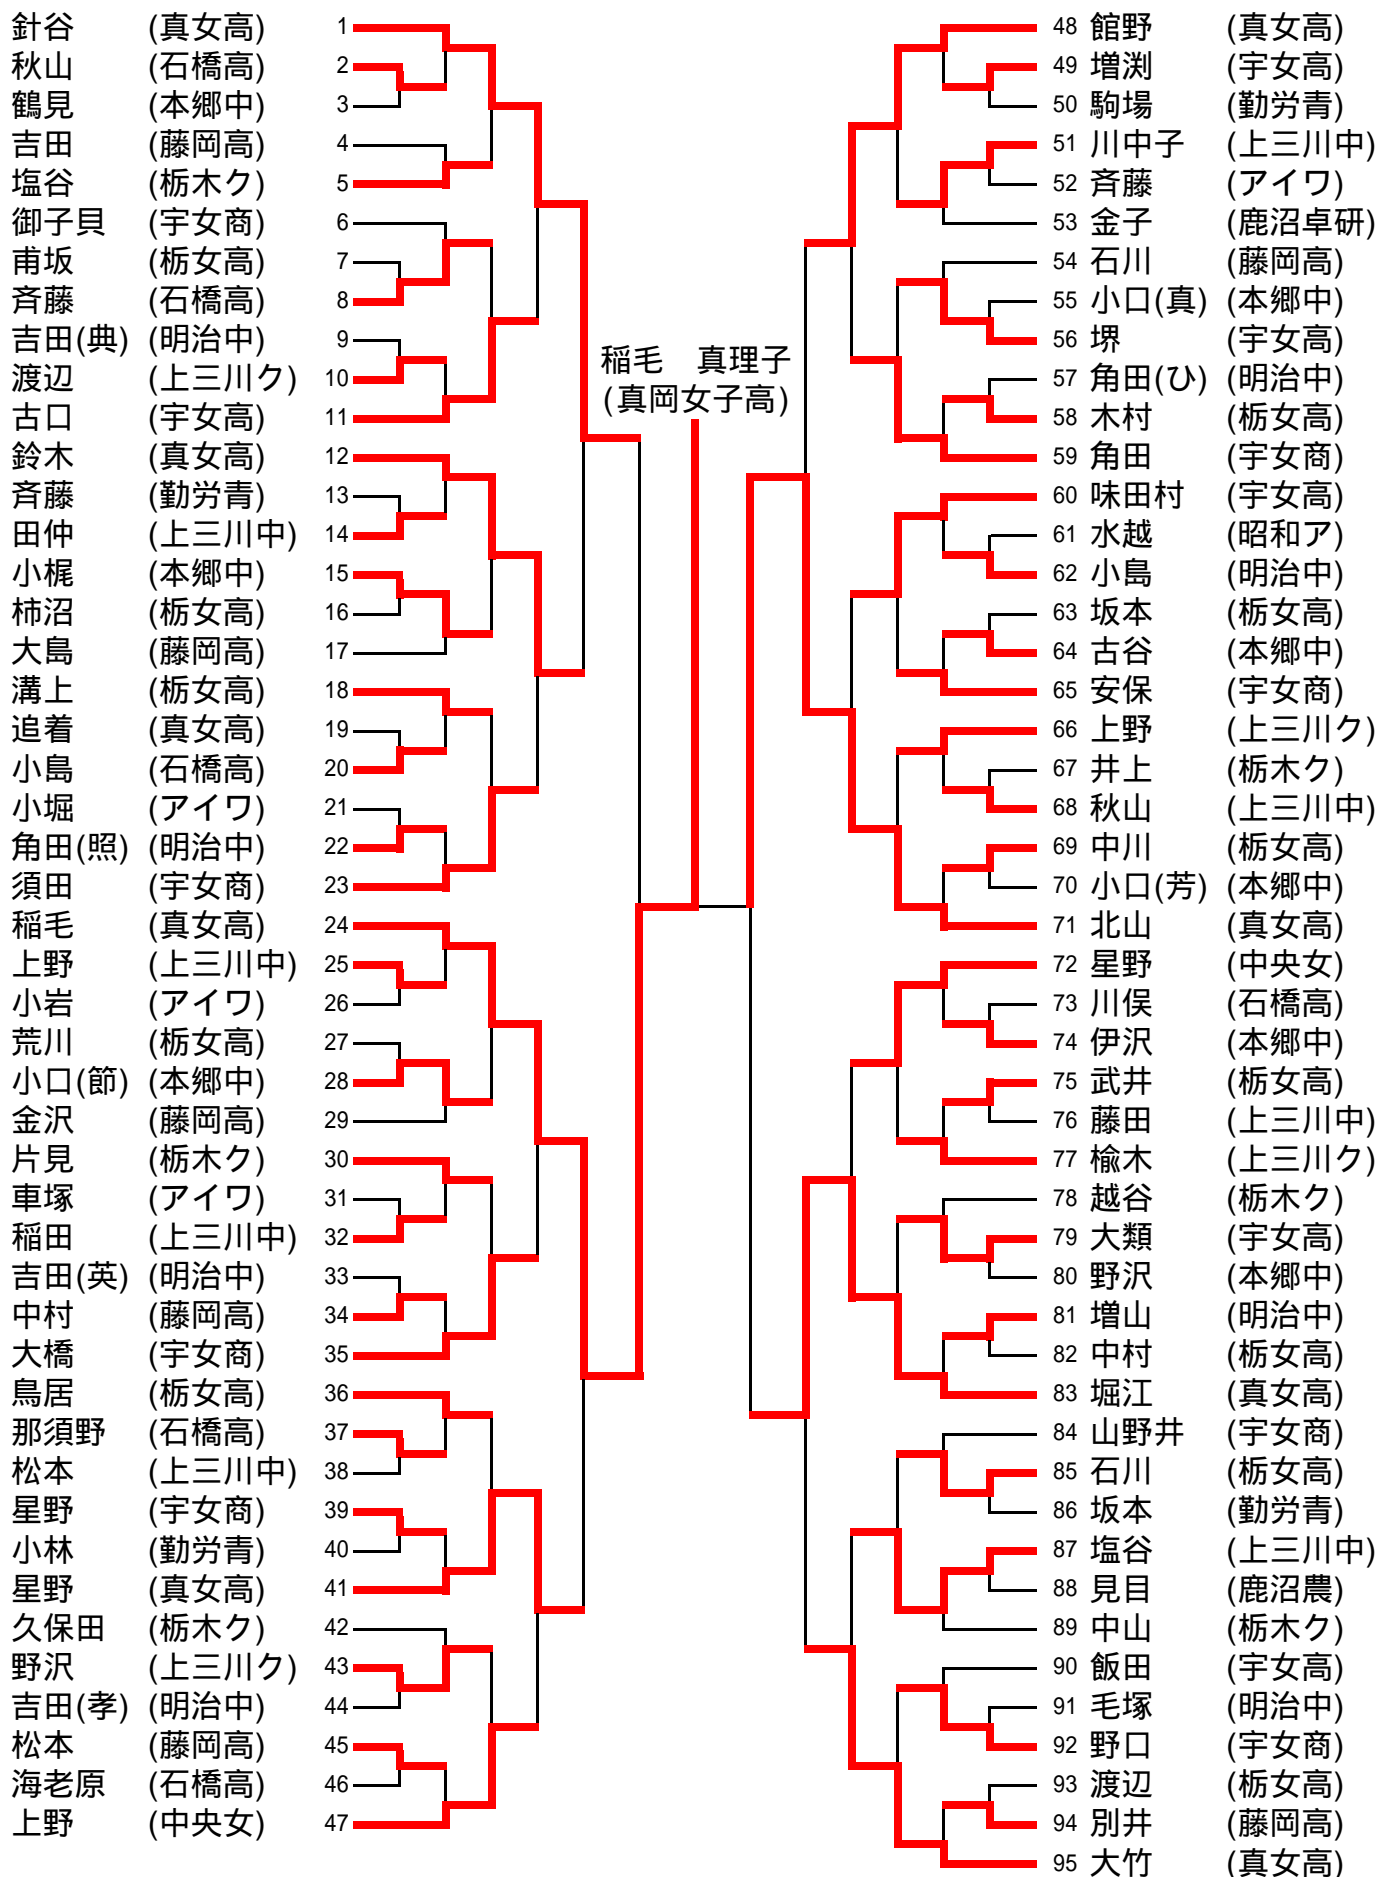 針谷 (真女高) 1
秋山 (石橋高) 2
鶴見 (本郷中) 3
吉田 (藤岡高) 4
塩谷 (栃木ク) 5
御子貝 (宇女商) 6
甫坂 (栃女高) 7
斉藤 (石橋高) 8
吉田(典) (明治中) 9
渡辺 (上三川ク) 10
古口 (宇女高) 11
鈴木 (真女高) 12
斉藤 (勤労青) 13
田仲 (上三川中) 14
小梶 (本郷中) 15
柿沼 (栃女高) 16
大島 (藤岡高) 17
溝上 (栃女高) 18
追着 (真女高) 19
小島 (石橋高) 20
小堀 (アイワ) 21
角田(照) (明治中) 22
須田 (宇女商) 23
稲毛 (真女高) 24
上野 (上三川中) 25
小岩 (アイワ) 26
荒川 (栃女高) 27
小口(節) (本郷中) 28
金沢 (藤岡高) 29
片見 (栃木ク) 30
車塚 (アイワ) 31
稲田 (上三川中) 32
吉田(英) (明治中) 33
中村 (藤岡高) 34
大橋 (宇女商) 35
鳥居 (栃女高) 36
那須野 (石橋高) 37
松本 (上三川中) 38
星野 (宇女商) 39
小林 (勤労青) 40
星野 (真女高) 41
久保田 (栃木ク) 42
野沢 (上三川ク) 43
吉田(孝) (明治中) 44
松本 (藤岡高) 45
海老原 (石橋高) 46
上野 (中央女) 47
稲毛 真理子
(真岡女子高)
48 館野 (真女高)
49 増渕 (宇女高)
50 駒場 (勤労青)
51 川中子 (上三川中)
52 斉藤 (アイワ)
53 金子 (鹿沼卓研)
54 石川 (藤岡高)
55 小口(真) (本郷中)
56 堺 (宇女高)
57 角田(ひ) (明治中)
58 木村 (栃女高)
59 角田 (宇女商)
60 味田村 (宇女高)
61 水越 (昭和ア)
62 小島 (明治中)
63 坂本 (栃女高)
64 古谷 (本郷中)
65 安保 (宇女商)
66 上野 (上三川ク)
67 井上 (栃木ク)
68 秋山 (上三川中)
69 中川 (栃女高)
70 小口(芳) (本郷中)
71 北山 (真女高)
72 星野 (中央女)
73 川俣 (石橋高)
74 伊沢 (本郷中)
75 武井 (栃女高)
76 藤田 (上三川中)
77 楡木 (上三川ク)
78 越谷 (栃木ク)
79 大類 (宇女高)
80 野沢 (本郷中)
81 増山 (明治中)
82 中村 (栃女高)
83 堀江 (真女高)
84 山野井 (宇女商)
85 石川 (栃女高)
86 坂本 (勤労青)
87 塩谷 (上三川中)
88 見目 (鹿沼農)
89 中山 (栃木ク)
90 飯田 (宇女高)
91 毛塚 (明治中)
92 野口 (宇女商)
93 渡辺 (栃女高)
94 別井 (藤岡高)
95 大竹 (真女高)